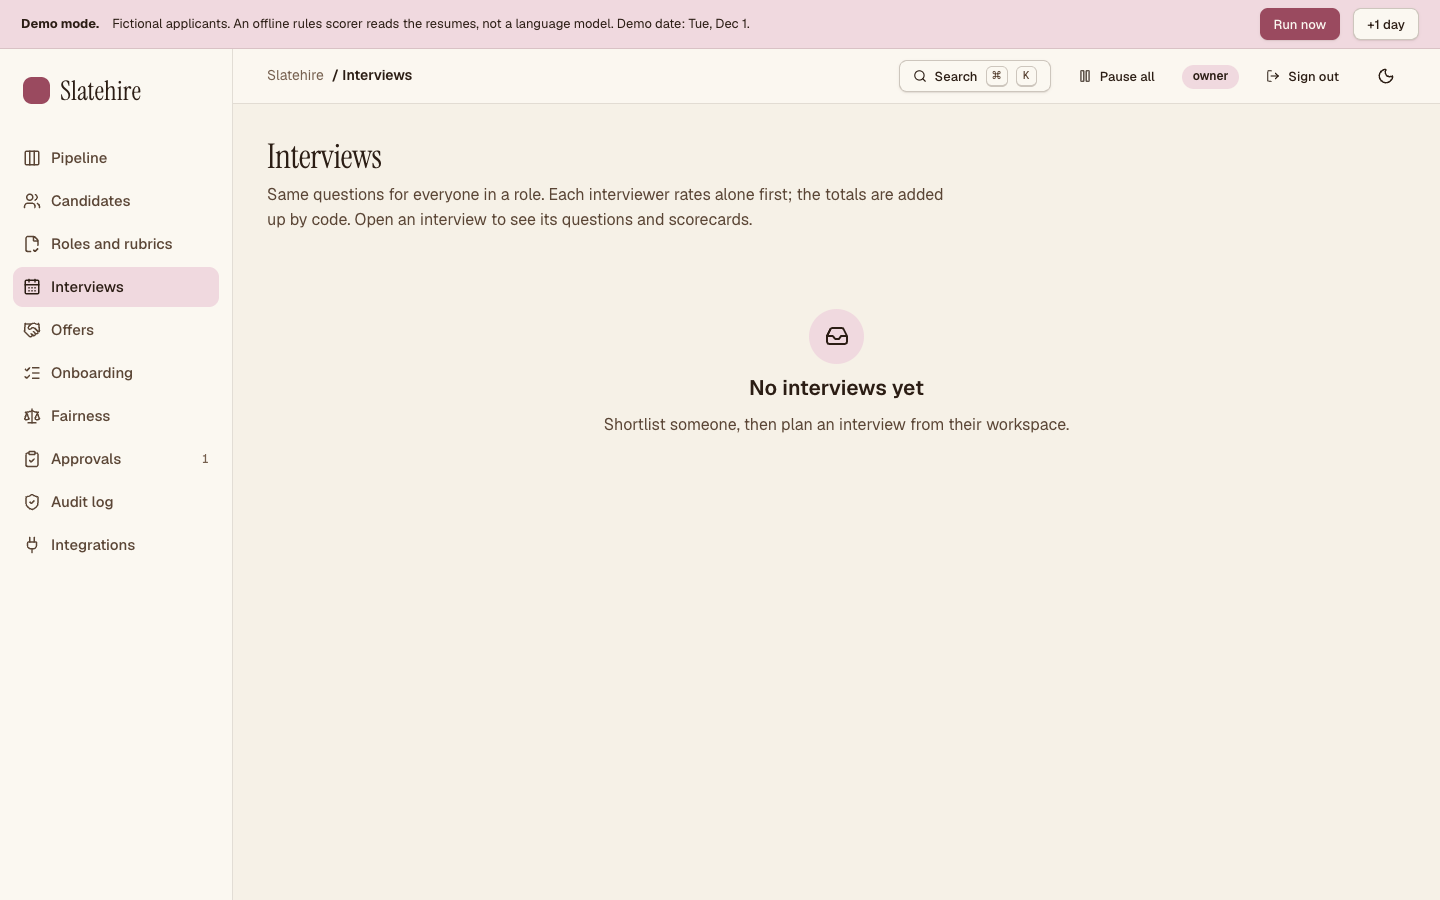 Demo mode. Fictional applicants. An offline rules scorer reads the resumes, not a language model. Demo date: Tue, Dec 1.
Run now
+1 day
Slatehire
Slatehire / Interviews
Search ⌘ K
Pause all
owner
Sign out
Pipeline
Candidates
Roles and rubrics
Interviews
Offers
Onboarding
Fairness
Approvals 1
Audit log
Integrations
Interviews
Same questions for everyone in a role. Each interviewer rates alone first; the totals are added
up by code. Open an interview to see its questions and scorecards.
No interviews yet
Shortlist someone, then plan an interview from their workspace.